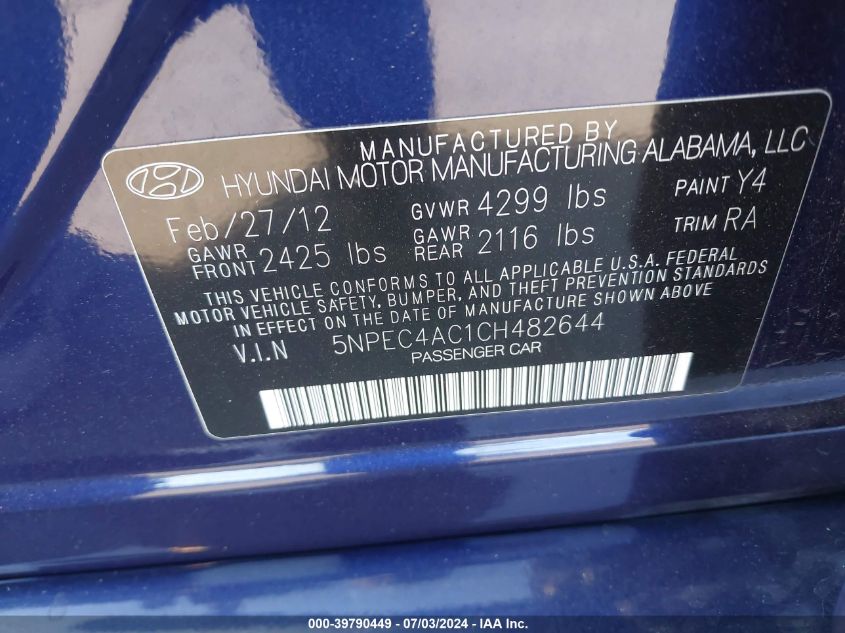 MANUFACTURED BY
HYUNDAI MOTOR MANUFACTURING ALABAMA, LLC
Feb/27/12 GVWR 4299 lbs PAINT Y4
GAWR FRONT 2425 lbs GAWR REAR 2116 lbs TRIM RA
THIS VEHICLE CONFORMS TO ALL APPLICABLE U.S.A. FEDERAL
MOTOR VEHICLE SAFETY, BUMPER, AND THEFT PREVENTION STANDARDS
IN EFFECT ON THE DATE OF MANUFACTURE SHOWN ABOVE
V.I.N 5NPEC4AC1CH482644
PASSENGER CAR
000-39790449 - 07/03/2024 - IAA Inc.